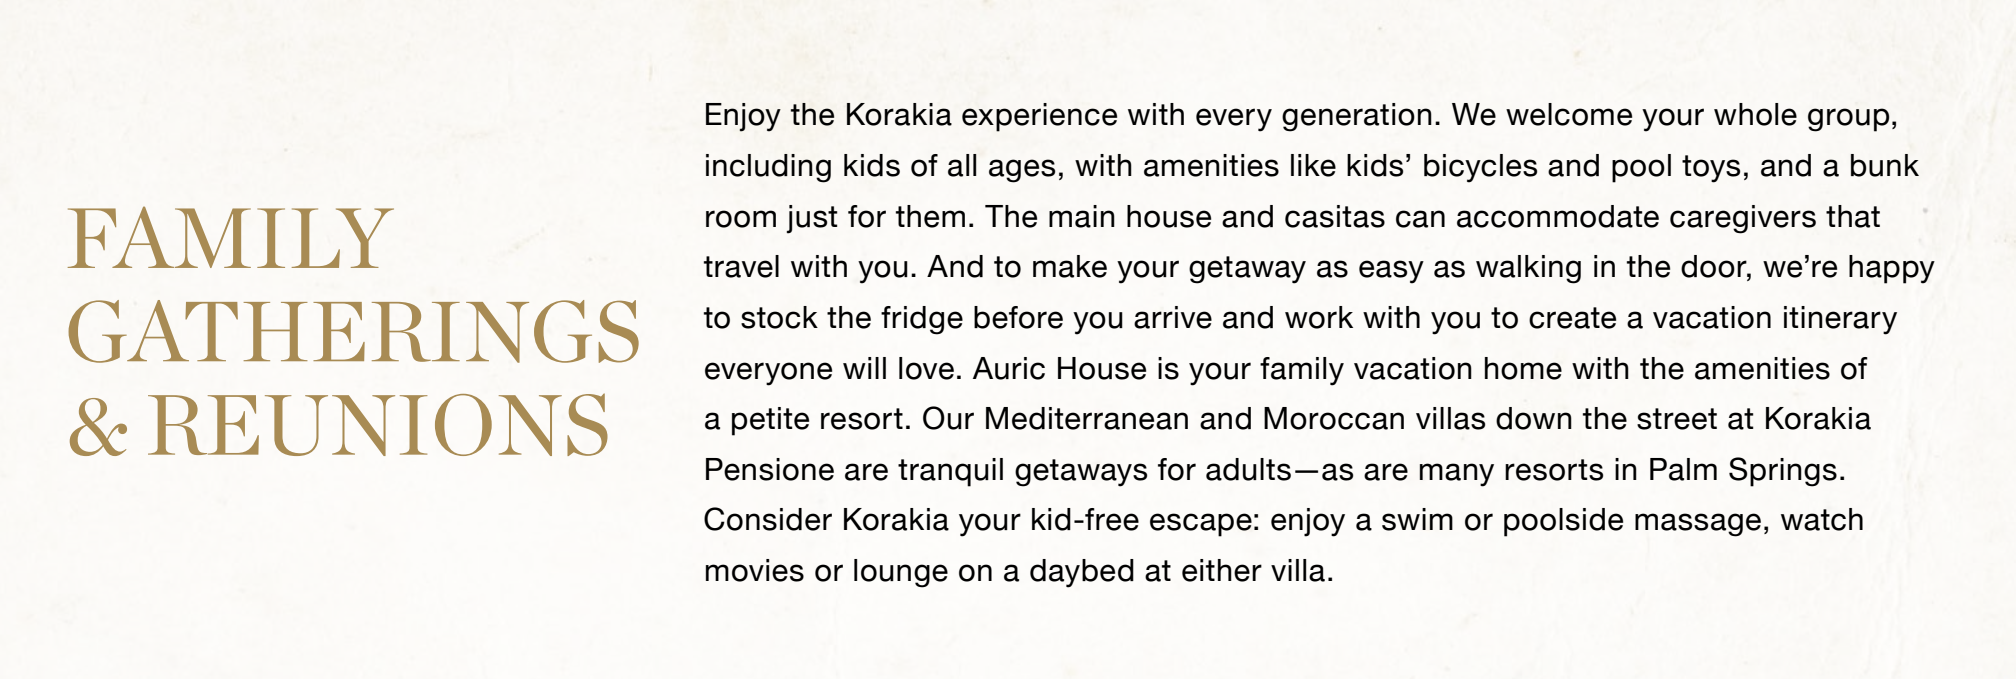 FAMILY
GATHERINGS
& REUNIONS
Enjoy the Korakia experience with every generation. We welcome your whole group,
including kids of all ages, with amenities like kids’ bicycles and pool toys, and a bunk
room just for them. The main house and casitas can accommodate caregivers that
travel with you. And to make your getaway as easy as walking in the door, we’re happy
to stock the fridge before you arrive and work with you to create a vacation itinerary
everyone will love. Auric House is your family vacation home with the amenities of
a petite resort. Our Mediterranean and Moroccan villas down the street at Korakia
Pensione are tranquil getaways for adults—as are many resorts in Palm Springs.
Consider Korakia your kid-free escape: enjoy a swim or poolside massage, watch
movies or lounge on a daybed at either villa.